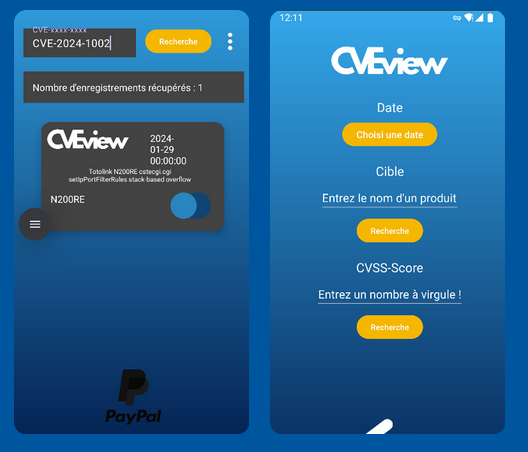 CVE-xxxx-xxxx
CVE-2024-1002
Recherche
Nombre d'enregistrements récupérés : 1
CVEview
2024-
01-29
00:00:00
Totolink N200RE cstecgi.cgi
setIpPortFilterRules stack-based overflow
N200RE
PayPal
12:11
CVEview
Date
Choisi une date
Cible
Entrez le nom d'un produit
Recherche
CVSS-Score
Entrez un nombre à virgule !
Recherche